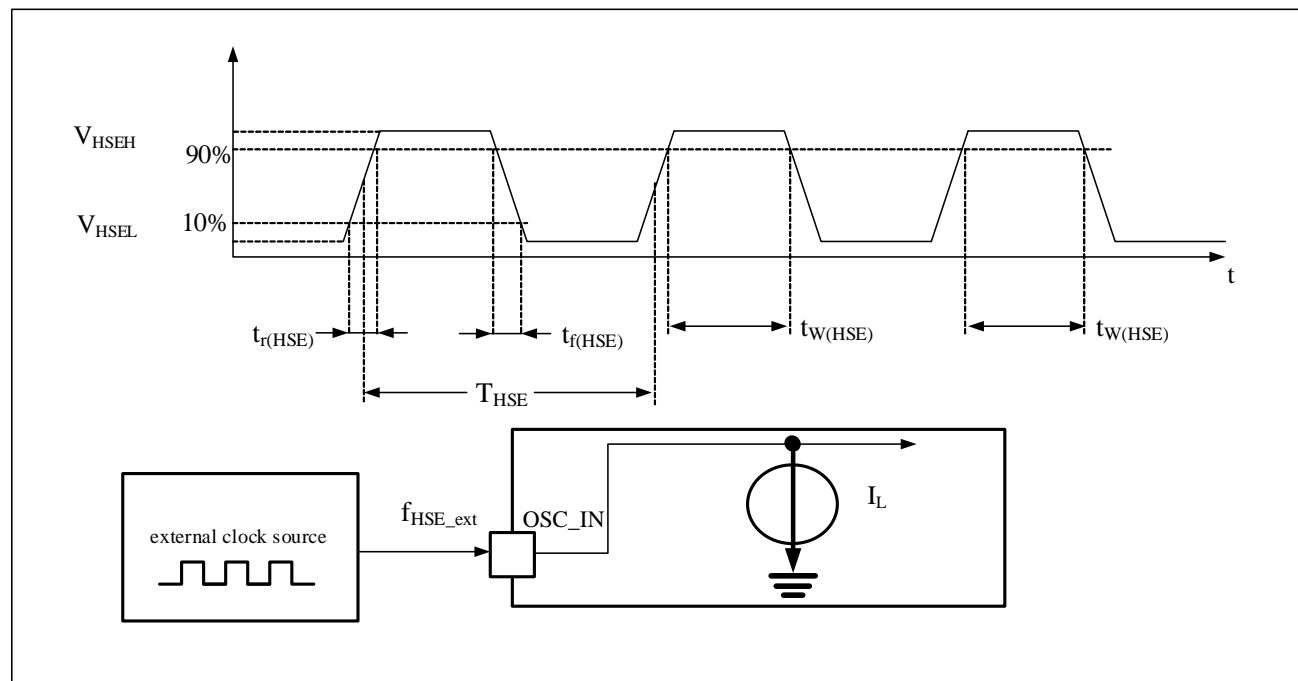 V_HSEH
90%
10%
V_HSEL
t
t_r(HSE)
t_f(HSE)
t_W(HSE)
t_W(HSE)
T_HSE
f_HSE_ext
OSC_IN
I_L
external clock source